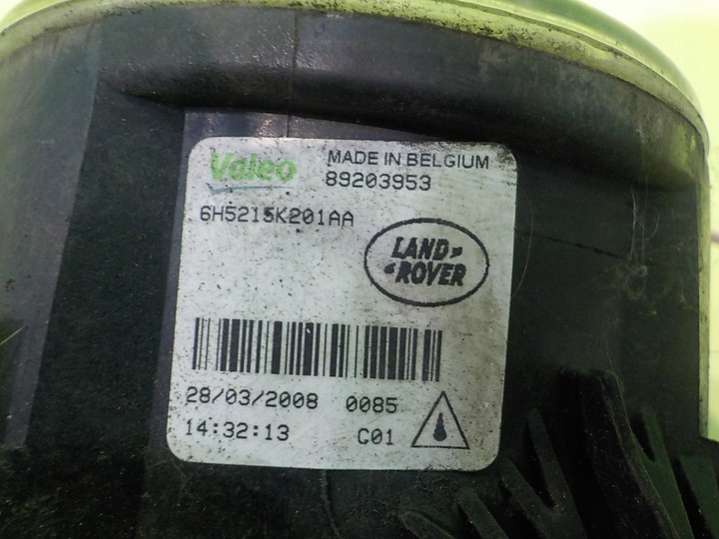 Valeo
MADE IN BELGIUM
89203953
6H5215K201AA
LAND
ROVER
28/03/2008 0085
14:32:13 C01